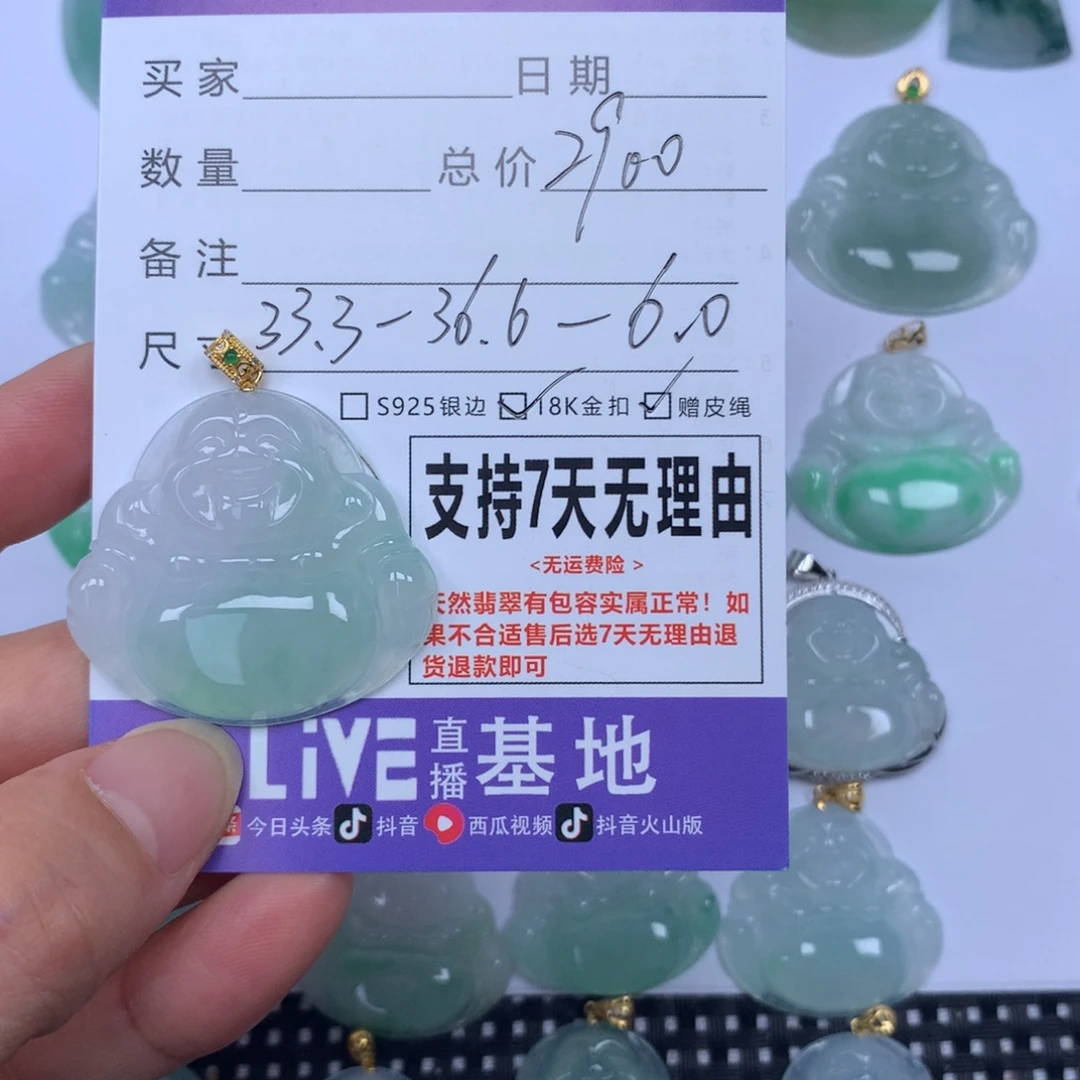 买家 日期
数量 总价 2900
备注
尺 33.3-36.6-6.0
S925银边 18K金扣 赠皮绳
支持7天无理由
<无运费险 >
天然翡翠有包容实属正常！如
果不合适售后选7天无理由退
货退款即可
LiVE 直播 基地
今日头条 抖音 西瓜视频 抖音火山版